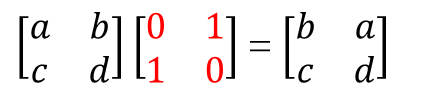 [a b] [0 1] = [b a]
[c d] [1 0] [c d]